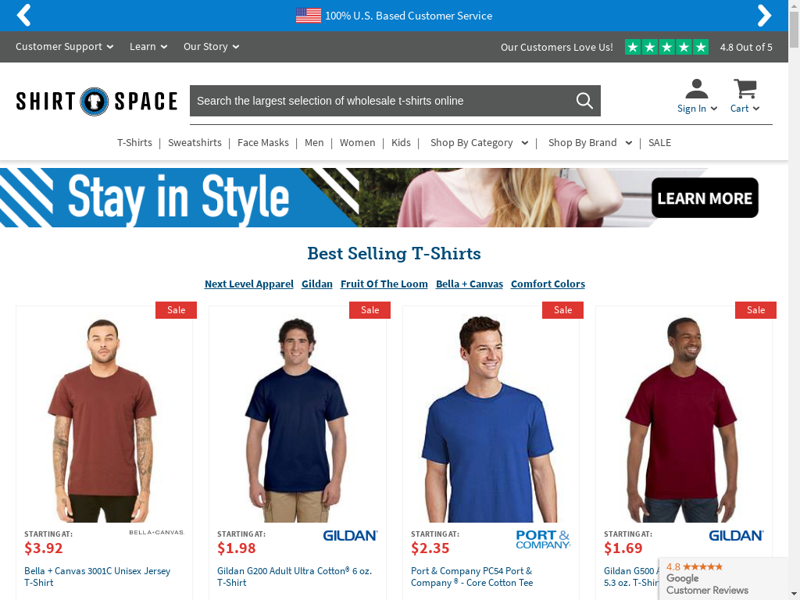 100% U.S. Based Customer Service
Customer Support Learn Our Story Our Customers Love Us! 4.8 Out of 5
SHIRT SPACE
Search the largest selection of wholesale t-shirts online
Sign In Cart
T-Shirts | Sweatshirts | Face Masks | Men | Women | Kids | Shop By Category | Shop By Brand | SALE
Stay in Style
LEARN MORE
Best Selling T-Shirts
Next Level Apparel Gildan Fruit Of The Loom Bella + Canvas Comfort Colors
Sale Sale Sale Sale
STARTING AT:
$3.92
BELLA+CANVAS
Bella + Canvas 3001C Unisex Jersey
T-Shirt
STARTING AT:
$1.98
GILDAN
Gildan G200 Adult Ultra Cotton® 6 oz.
T-Shirt
STARTING AT:
$2.35
PORT &
COMPANY
Port & Company PC54 Port &
Company ® - Core Cotton Tee
STARTING AT:
$1.69
GILDAN
Gildan G500
5.3 oz. T-Shir
4.8
Google
Customer Reviews